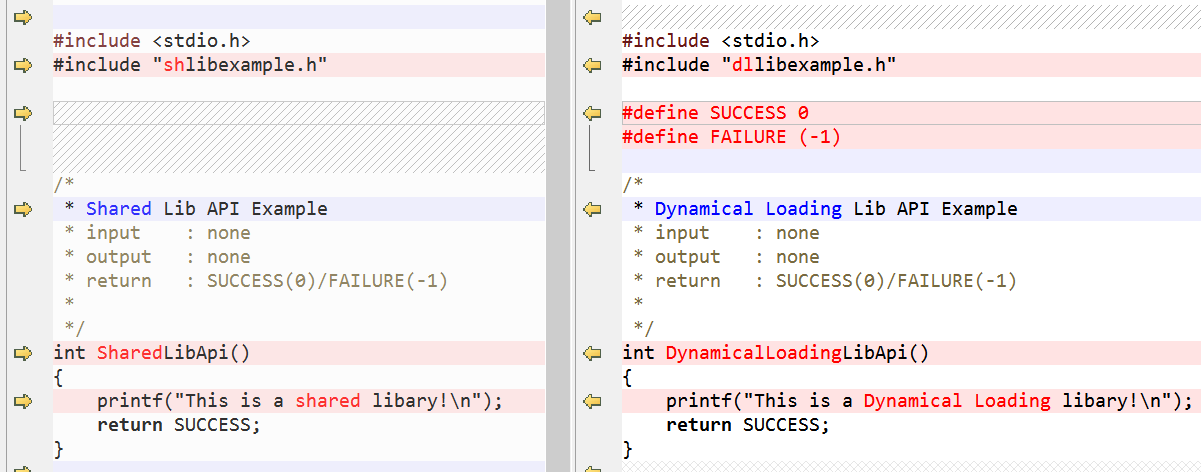 #include <stdio.h>
#include "shlibexample.h"
/*
 * Shared Lib API Example
 * input    : none
 * output   : none
 * return   : SUCCESS(0)/FAILURE(-1)
 *
 */
int SharedLibApi()
{
    printf("This is a shared libary!\n");
    return SUCCESS;
}
#include <stdio.h>
#include "dllibexample.h"
#define SUCCESS 0
#define FAILURE (-1)
/*
 * Dynamical Loading Lib API Example
 * input    : none
 * output   : none
 * return   : SUCCESS(0)/FAILURE(-1)
 *
 */
int DynamicalLoadingLibApi()
{
    printf("This is a Dynamical Loading libary!\n");
    return SUCCESS;
}